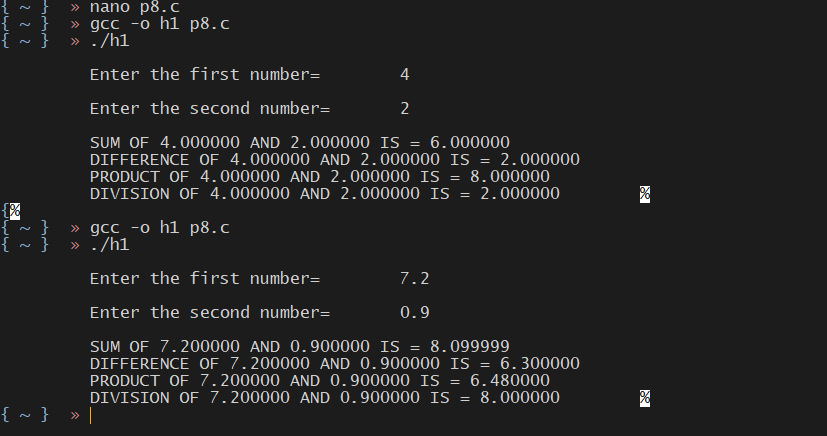 { ~ } » nano p8.c
{ ~ } » gcc -o h1 p8.c
{ ~ } » ./h1
Enter the first number= 4
Enter the second number= 2
SUM OF 4.000000 AND 2.000000 IS = 6.000000
DIFFERENCE OF 4.000000 AND 2.000000 IS = 2.000000
PRODUCT OF 4.000000 AND 2.000000 IS = 8.000000
DIVISION OF 4.000000 AND 2.000000 IS = 2.000000 %
{%
{ ~ } » gcc -o h1 p8.c
{ ~ } » ./h1
Enter the first number= 7.2
Enter the second number= 0.9
SUM OF 7.200000 AND 0.900000 IS = 8.099999
DIFFERENCE OF 7.200000 AND 0.900000 IS = 6.300000
PRODUCT OF 7.200000 AND 0.900000 IS = 6.480000
DIVISION OF 7.200000 AND 0.900000 IS = 8.000000 %
{ ~ } »